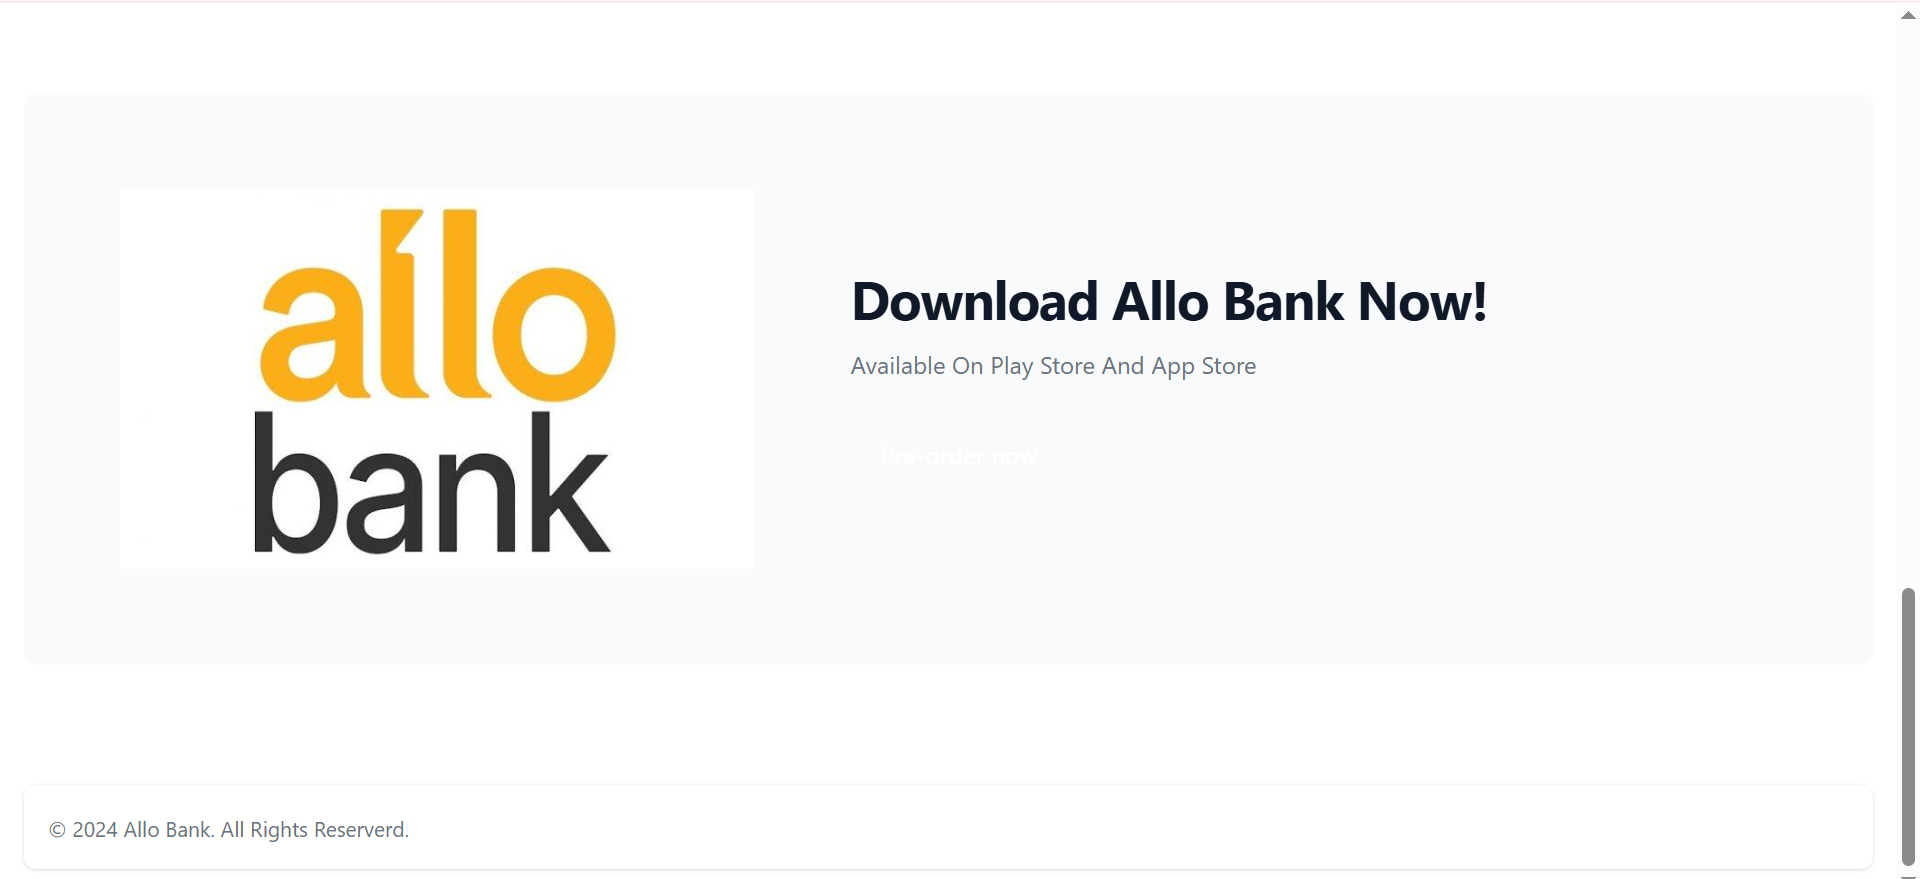 allo
bank
Download Allo Bank Now!
Available On Play Store And App Store
Pre-order now
© 2024 Allo Bank. All Rights Reserverd.